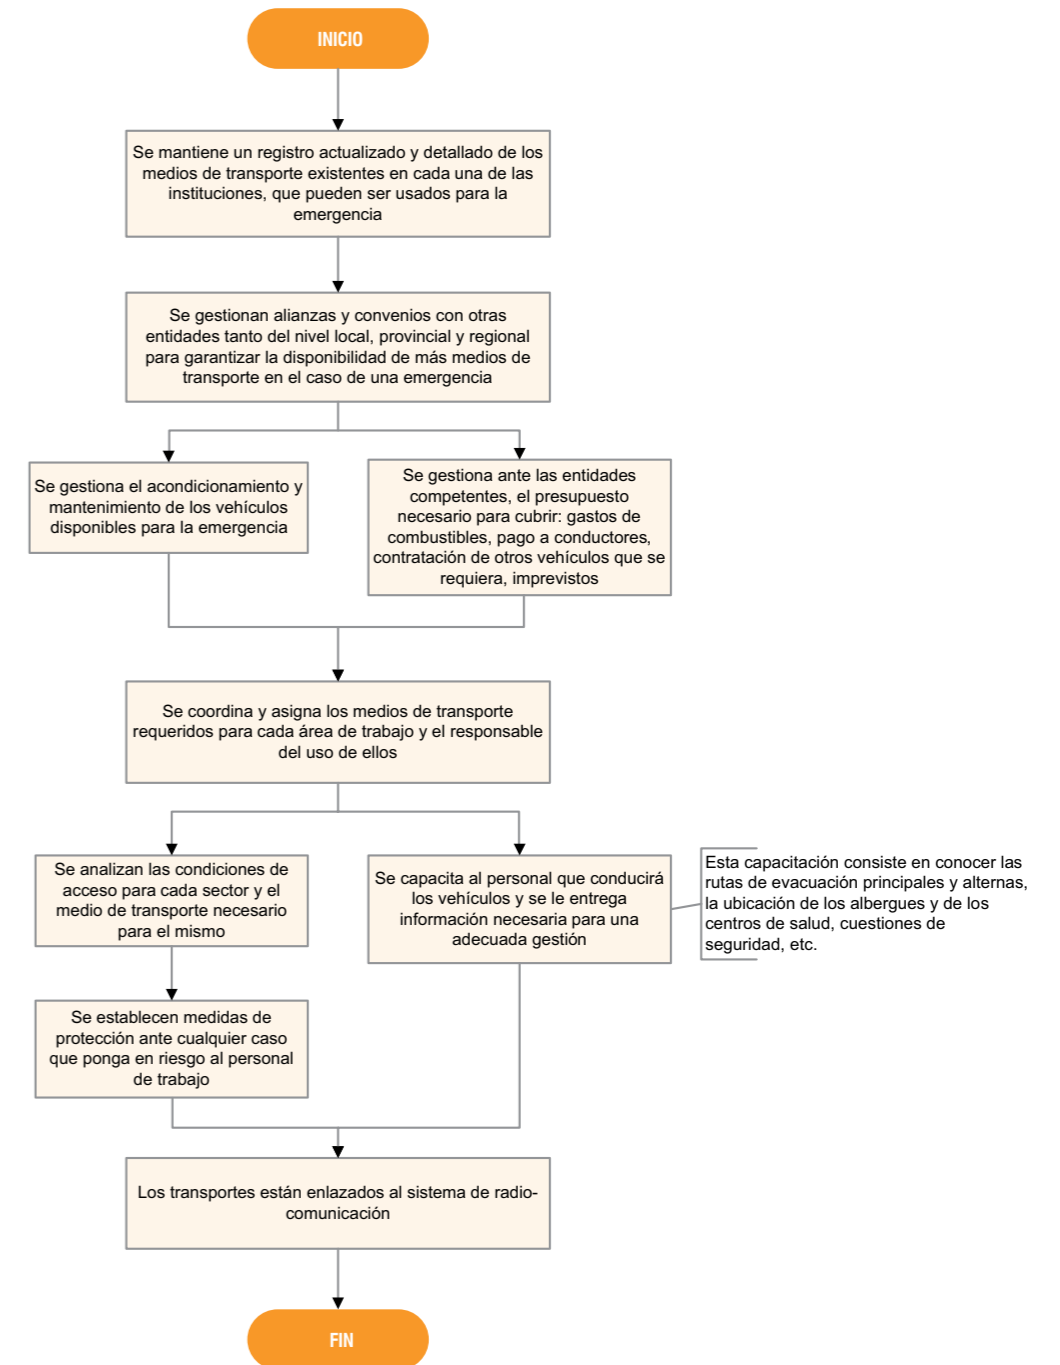 INICIO
Se mantiene un registro actualizado y detallado de los
medios de transporte existentes en cada una de las
instituciones, que pueden ser usados para la
emergencia
Se gestionan alianzas y convenios con otras
entidades tanto del nivel local, provincial y regional
para garantizar la disponibilidad de más medios de
transporte en el caso de una emergencia
Se gestiona el acondicionamiento y
mantenimiento de los vehículos
disponibles para la emergencia
Se gestiona ante las entidades
competentes, el presupuesto
necesario para cubrir: gastos de
combustibles, pago a conductores,
contratación de otros vehículos que se
requiera, imprevistos
Se coordina y asigna los medios de transporte
requeridos para cada área de trabajo y el responsable
del uso de ellos
Se analizan las condiciones de
acceso para cada sector y el
medio de transporte necesario
para el mismo
Se capacita al personal que conducirá
los vehículos y se le entrega
información necesaria para una
adecuada gestión
Esta capacitación consiste en conocer las
rutas de evacuación principales y alternas,
la ubicación de los albergues y de los
centros de salud, cuestiones de
seguridad, etc.
Se establecen medidas de
protección ante cualquier caso
que ponga en riesgo al personal
de trabajo
Los transportes están enlazados al sistema de radio-
comunicación
FIN